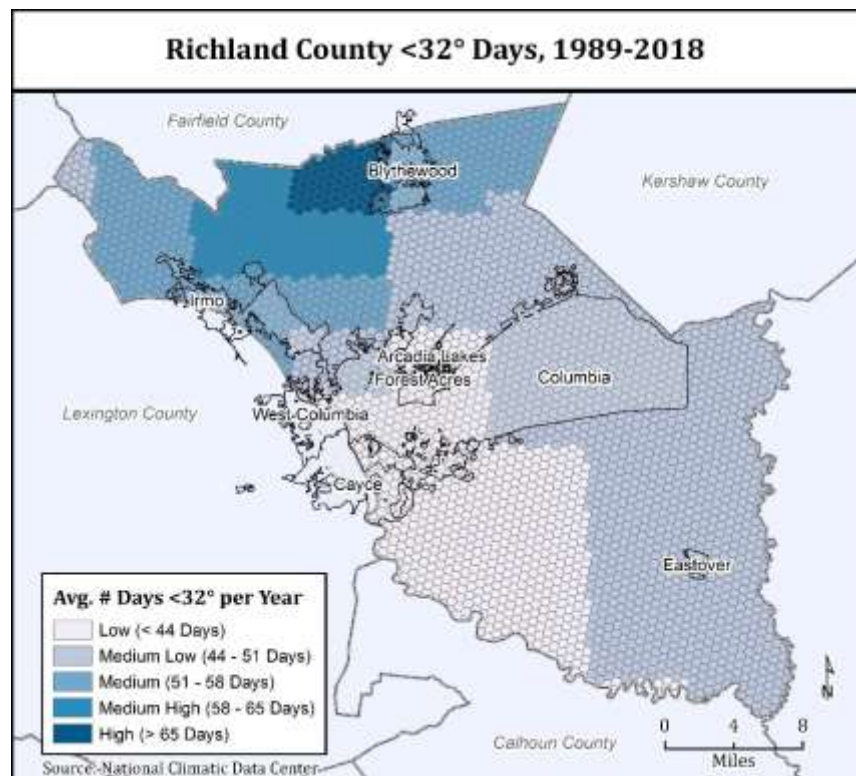 Richland County <32° Days, 1989-2018
Fairfield County
Blythewood
Kershaw County
Irmo
Arcadia Lakes
Forest Acres
Columbia
Lexington County
West Columbia
Cayce
Eastover
Avg. # Days <32° per Year
Low (< 44 Days)
Medium Low (44 - 51 Days)
Medium (51 - 58 Days)
Medium High (58 - 65 Days)
High (> 65 Days)
N
0 4 8
Miles
Calhoun County
Source: National Climatic Data Center